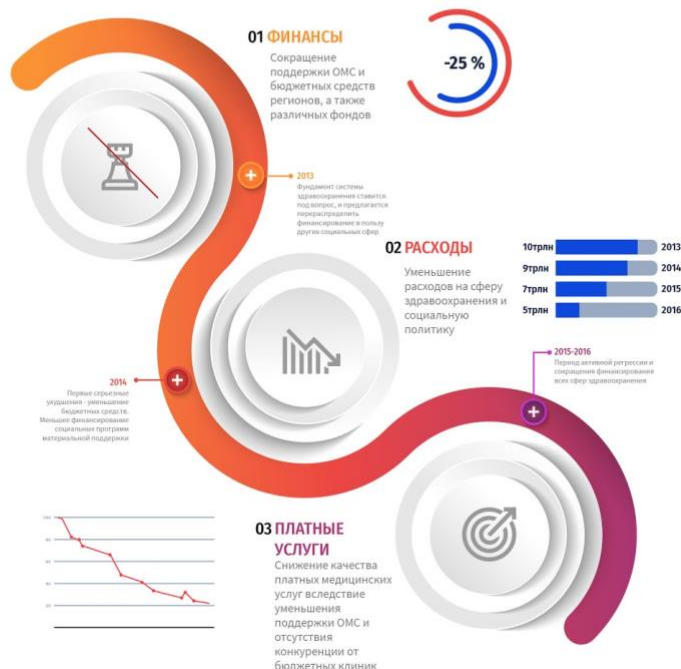 01 ФИНАНСЫ
Сокращение
поддержки ОМС и
бюджетных средств
регионов, а также
различных фондов
-25 %
2013
Фундамент системы
здравоохранения ставится
под вопрос, и предлагается
перераспределить
финансирование в пользу
других социальных сфер
02 РАСХОДЫ
Уменьшение
расходов на сферу
здравоохранения и
социальную
политику
10трлн 2013
9трлн 2014
7трлн 2015
5трлн 2016
2014
Первые серьезные
ухудшения - уменьшение
бюджетных средств.
Меньшее финансирование
социальных программ
материальной поддержки
2015-2016
Период активной регрессии и
сокращения финансирования
всех сфер здравоохранения
03 ПЛАТНЫЕ
УСЛУГИ
Снижение качества
платных медицинских
услуг вследствие
уменьшения
поддержки ОМС и
отсутствия
конкуренции от
бюджетных клиник